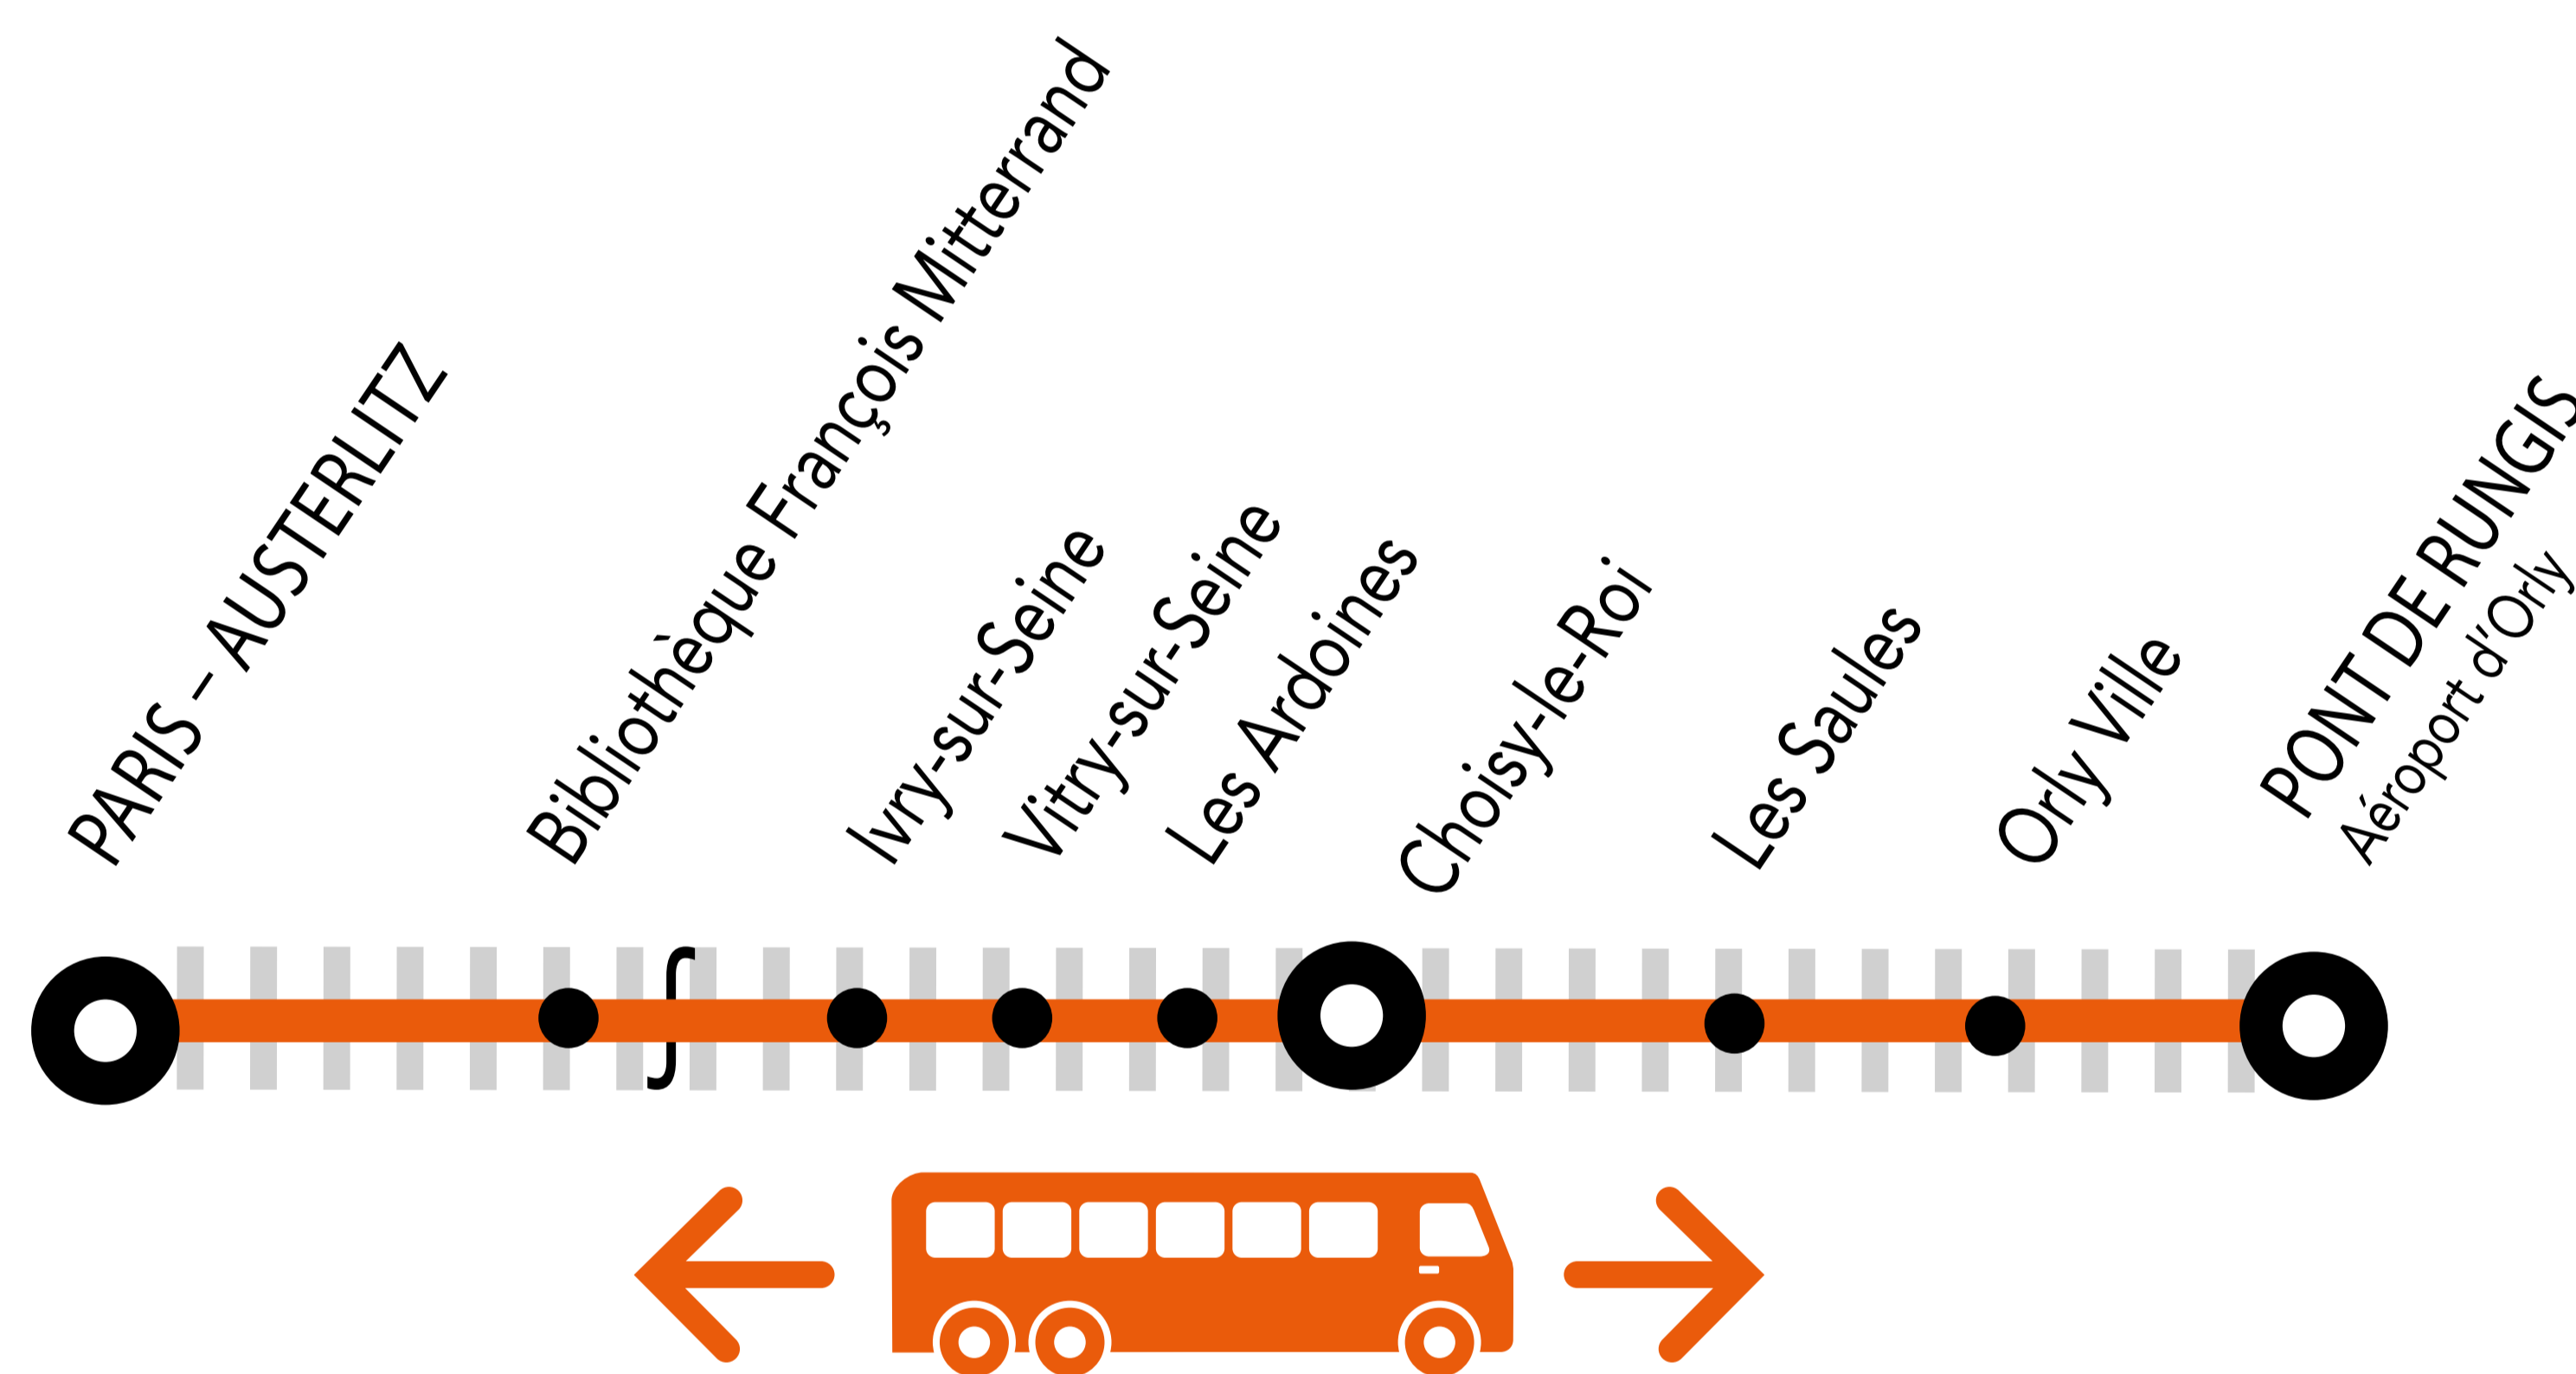 PARIS – AUSTERLITZ
Bibliothèque François Mitterrand
Ivry-sur-Seine
Vitry-sur-Seine
Les Ardoines
Choisy-le-Roi
Les Saules
Orly Ville
PONT DE RUNGIS
Aéroport d'Orly